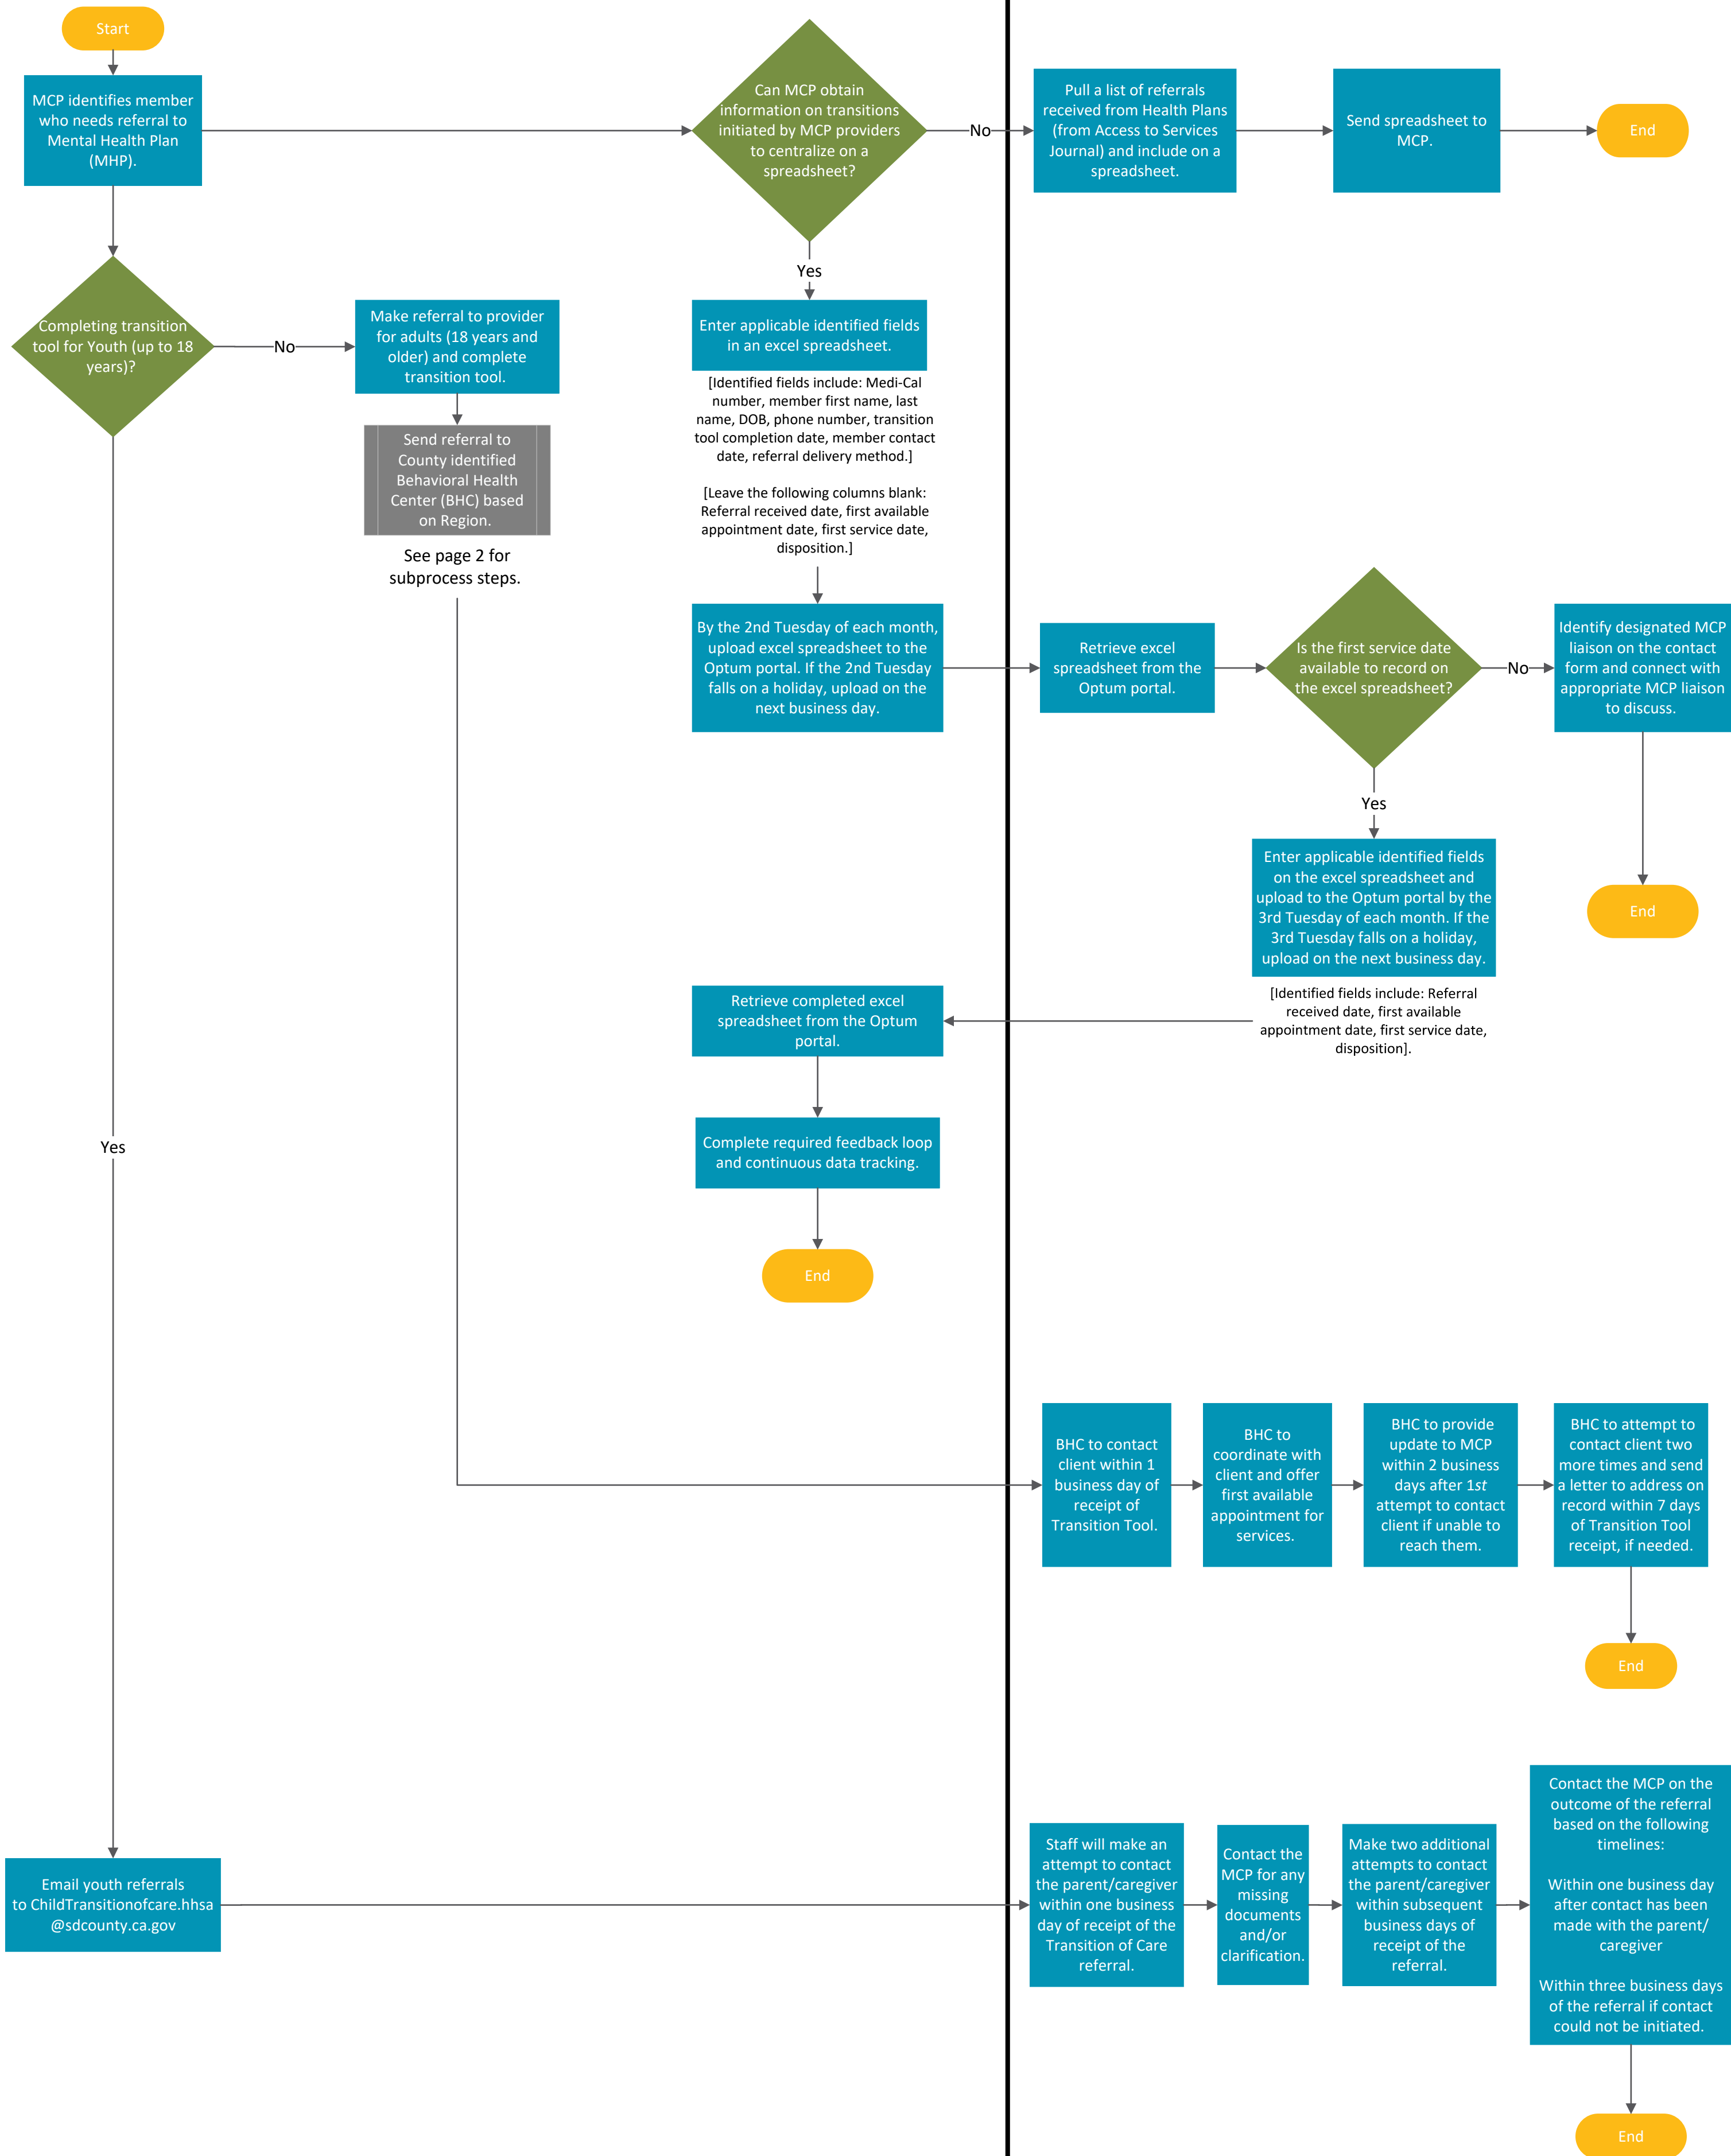 Start
MCP identifies member
who needs referral to
Mental Health Plan
(MHP).
Can MCP obtain
information on transitions
initiated by MCP providers
to centralize on a
spreadsheet?
No
Pull a list of referrals
received from Health Plans
(from Access to Services
Journal) and include on a
spreadsheet.
Send spreadsheet to
MCP.
End
Completing transition
tool for Youth (up to 18
years)?
No
Make referral to provider
for adults (18 years and
older) and complete
transition tool.
Send referral to
County identified
Behavioral Health
Center (BHC) based
on Region.
See page 2 for
subprocess steps.
Yes
Enter applicable identified fields
in an excel spreadsheet.
[Identified fields include: Medi-Cal
number, member first name, last
name, DOB, phone number, transition
tool completion date, member contact
date, referral delivery method.]
[Leave the following columns blank:
Referral received date, first available
appointment date, first service date,
disposition.]
By the 2nd Tuesday of each month,
upload excel spreadsheet to the
Optum portal. If the 2nd Tuesday
falls on a holiday, upload on the
next business day.
Retrieve excel
spreadsheet from the
Optum portal.
Is the first service date
available to record on
the excel spreadsheet?
No
Identify designated MCP
liaison on the contact
form and connect with
appropriate MCP liaison
to discuss.
End
Yes
Enter applicable identified fields
on the excel spreadsheet and
upload to the Optum portal by the
3rd Tuesday of each month. If the
3rd Tuesday falls on a holiday,
upload on the next business day.
[Identified fields include: Referral
received date, first available
appointment date, first service date,
disposition].
Retrieve completed excel
spreadsheet from the Optum
portal.
Complete required feedback loop
and continuous data tracking.
End
Yes
BHC to contact
client within 1
business day of
receipt of
Transition Tool.
BHC to
coordinate with
client and offer
first available
appointment for
services.
BHC to provide
update to MCP
within 2 business
days after 1st
attempt to contact
client if unable to
reach them.
BHC to attempt to
contact client two
more times and send
a letter to address on
record within 7 days
of Transition Tool
receipt, if needed.
End
Email youth referrals
to ChildTransitionofcare.hhsa
@sdcounty.ca.gov
Staff will make an
attempt to contact
the parent/caregiver
within one business
day of receipt of the
Transition of Care
referral.
Contact the
MCP for any
missing
documents
and/or
clarification.
Make two additional
attempts to contact
the parent/caregiver
within subsequent
business days of
receipt of the
referral.
Contact the MCP on the
outcome of the referral
based on the following
timelines:
Within one business day
after contact has been
made with the parent/
caregiver
Within three business days
of the referral if contact
could not be initiated.
End